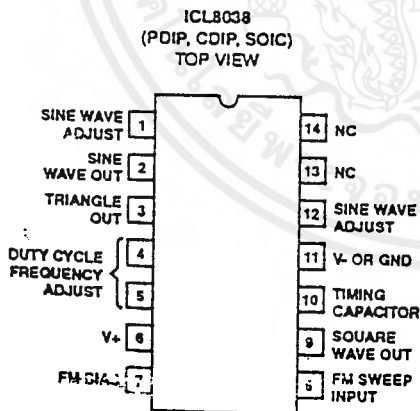 ICL8038
(PDIP, CDIP, SOIC)
TOP VIEW
SINE WAVE
ADJUST
1
SINE
WAVE OUT
2
TRIANGLE
OUT
3
DUTY CYCLE
FREQUENCY
ADJUST
4
5
V+
6
FM
7
14
NC
13
NC
12
SINE WAVE
ADJUST
11
V- OR GND
10
TIMING
CAPACITOR
9
SQUARE
WAVE OUT
FM SWEEP
INPUT